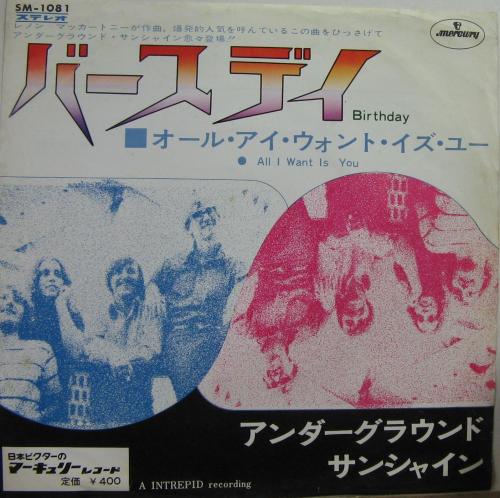 SM-1081
ステレオ
レノン—マッカートニーが作曲。爆発的人気を呼んでいるこの曲をひっさげて
アンダーグラウンド・サンシャイン愈々登場!!
mercury
バースデイ
Birthday
■オール・アイ・ウォント・イズ・ユー
● All I Want Is You
アンダーグラウンド
サンシャイン
日本ビクターの
マーキュリーレコード
定価 ¥400
A INTREPID recording